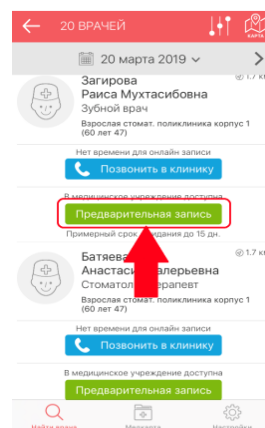 20 ВРАЧЕЙ
КАРТА
20 марта 2019
Загирова
1.7 км
Раиса Мухтасибовна
Зубной врач
Взрослая стомат. поликлиника корпус 1
(60 лет 47)
Нет времени для онлайн записи
Позвонить в клинику
В медицинское учреждение доступна
Предварительная запись
Примерный срок ожидания до 15 дн.
Батяева
1.7 км
Анастасия Валерьевна
Стоматолог-терапевт
Взрослая стомат. поликлиника корпус 1
(60 лет 47)
Нет времени для онлайн записи
Позвонить в клинику
В медицинское учреждение доступна
Предварительная запись
Найти врача
Медкарта
Настройки